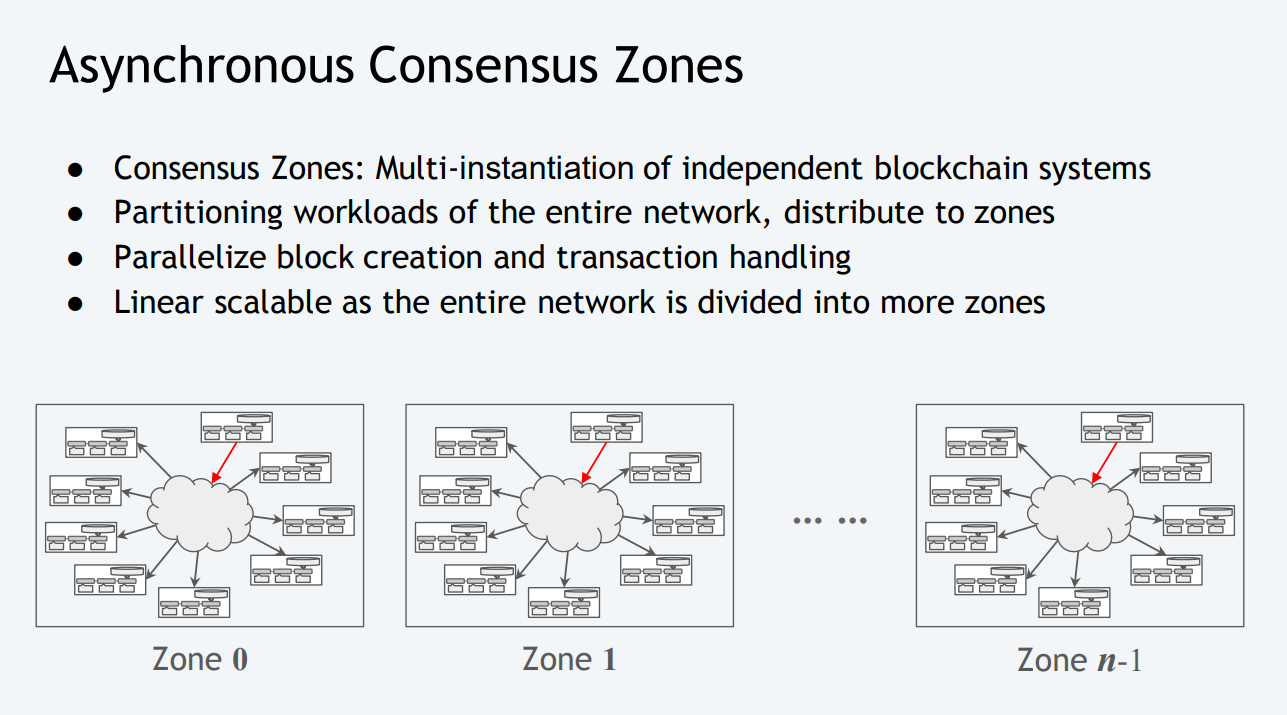 Asynchronous Consensus Zones
● Consensus Zones: Multi-instantiation of independent blockchain systems
● Partitioning workloads of the entire network, distribute to zones
● Parallelize block creation and transaction handling
● Linear scalable as the entire network is divided into more zones
... ...
Zone 0
Zone 1
Zone n-1